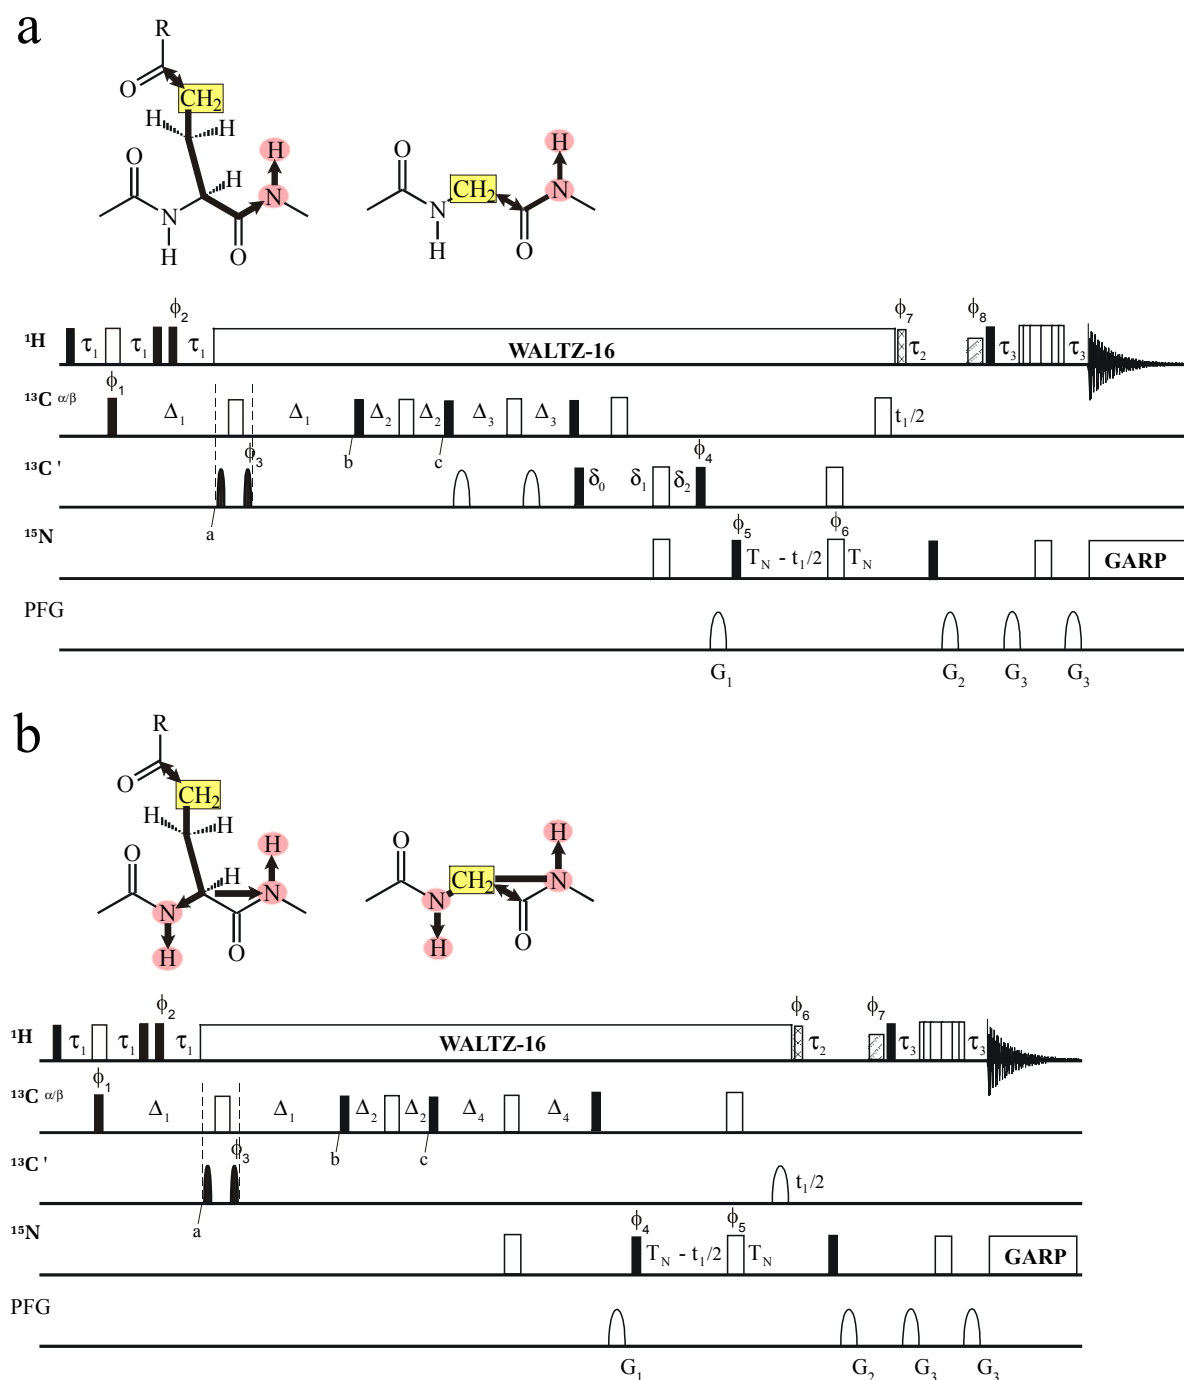 a
R
O
CH₂
H H H
O O
H
CH₂
H
N
N
N
N
H
O
H
O
ϕ₂ ϕ₇ ϕ₈
¹H τ₁ τ₁ τ₁ WALTZ-16 τ₂ τ₃ τ₃
ϕ₁
¹³C α/β Δ₁ Δ₁ Δ₂ Δ₂ Δ₃ Δ₃ t₁/2
ϕ₃ b c ϕ₄
¹³C ' δ₀ δ₁ δ₂
a
¹⁵N ϕ₅ ϕ₆
T_N - t₁/2 T_N GARP
PFG
G₁ G₂ G₃ G₃
b
R
O
CH₂
H H H
H
O O
H
CH₂
N
N
N
N
H
O
H
O
ϕ₂ ϕ₆ ϕ₇
¹H τ₁ τ₁ τ₁ WALTZ-16 τ₂ τ₃ τ₃
ϕ₁
¹³C α/β Δ₁ Δ₁ Δ₂ Δ₂ Δ₄ Δ₄
ϕ₃ b c
¹³C ' t₁/2
a
¹⁵N ϕ₄ ϕ₅
T_N - t₁/2 T_N GARP
PFG
G₁ G₂ G₃ G₃